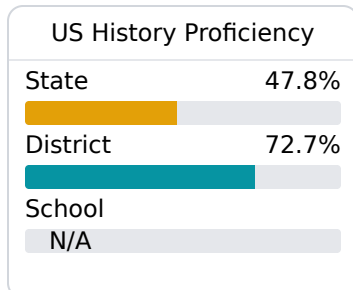 US History Proficiency
State 47.8%
District 72.7%
School
N/A